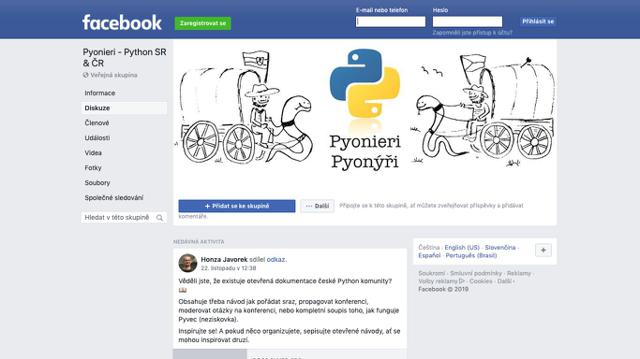 facebook
Zaregistrovat se
E-mail nebo telefon
Heslo
Přihlásit se
Zapomněli jste přístup k účtu?
Pyonieri - Python SR
& ČR
Veřejná skupina
Informace
Diskuze
Členové
Události
Videa
Fotky
Soubory
Společné sledování
Hledat v této skupině
Pyonieri
Pyonýři
+ Přidat se ke skupině
··· Další
Připojte se k této skupině, ať můžete zveřejňovat příspěvky a přidávat
komentáře.
NEDÁVNÁ AKTIVITA
Honza Javorek sdílel odkaz.
22. listopadu v 12:38
Věděli jste, že existuje otevřená dokumentace české Python komunity?
Obsahuje třeba návod jak pořádat sraz, propagovat konferenci,
moderovat otázky na konferenci, nebo kompletní soupis toho, jak funguje
Pyvec (neziskovka).
Inspirujte se! A pokud něco organizujete, sepisujte otevřené návody, ať se
mohou inspirovat druzí.
Čeština · English (US) · Slovenčina ·
Español · Português (Brasil)
+
Soukromí · Smluvní podmínky · Reklamy ·
Volby reklamy · Cookies · Další
Facebook © 2019